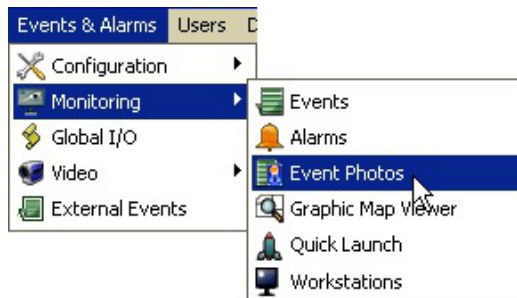 Events & Alarms Users
Configuration
Monitoring
Global I/O
Video
External Events
Events
Alarms
Event Photos
Graphic Map Viewer
Quick Launch
Workstations